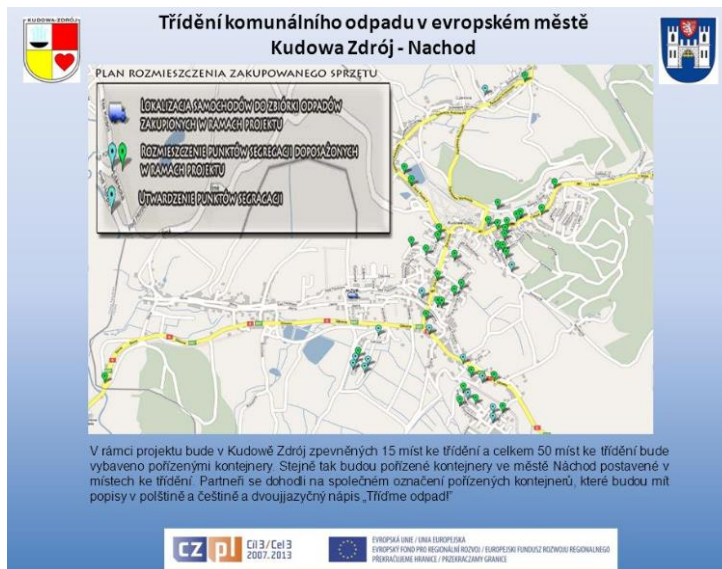 Třídění komunálního odpadu v evropském městě
Kudowa Zdrój - Nachod
KUDOWA-ZDRÓJ
PLAN ROZMIESZCZENIA ZAKUPOWANEGO SPRZĘTU
LOKALIZACJA SAMOCHODÓW DO ZBIÓRKI ODPADÓW
ZAKUPIONYCH W RAMACH PROJEKTU
ROZMIESZCZENIE PUNKTÓW SEGREGACJI DOPOSAŻONYCH
W RAMACH PROJEKTU
UTWARDZENIE PUNKTÓW SEGRAGACJI
V rámci projektu bude v Kudowě Zdrój zpevněných 15 míst ke třídění a celkem 50 míst ke třídění bude
vybaveno pořízenými kontejnery. Stejně tak budou pořízené kontejnery ve městě Náchod postavené v
místech ke třídění. Partneři se dohodli na společném označení pořízených kontejnerů, které budou mít
popisy v polštině a češtině a dvoujjazyčný nápis „Třiďme odpad!"
CZ pl Cíl 3 / Cel 3
2007.2013
EVROPSKÁ UNIE / UNIA EUROPEJSKA
EVROPSKÝ FOND PRO REGIONÁLNÍ ROZVOJ / EUROPEJSKI FUNDUSZ ROZWOJU REGIONALNEGO
PŘEKRAČUJEME HRANICE / PRZEKRACZAMY GRANICE